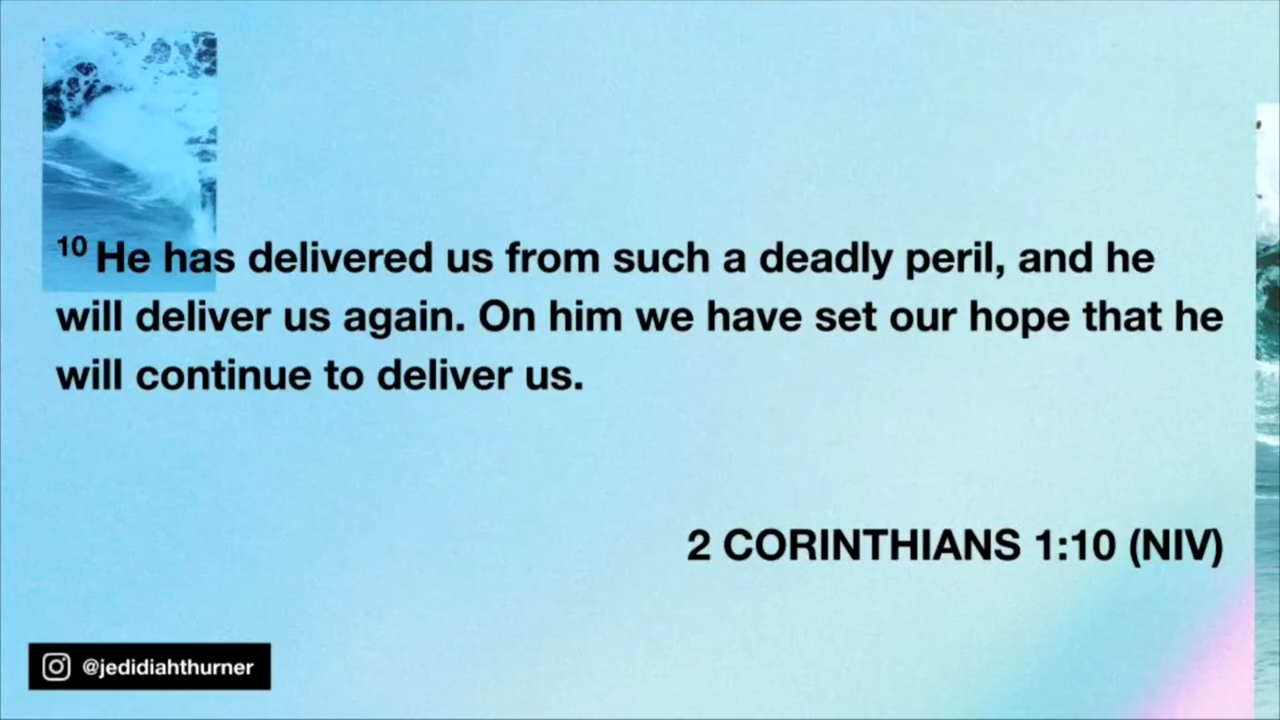 10 He has delivered us from such a deadly peril, and he
will deliver us again. On him we have set our hope that he
will continue to deliver us.
2 CORINTHIANS 1:10 (NIV)
@jedidiahthurner